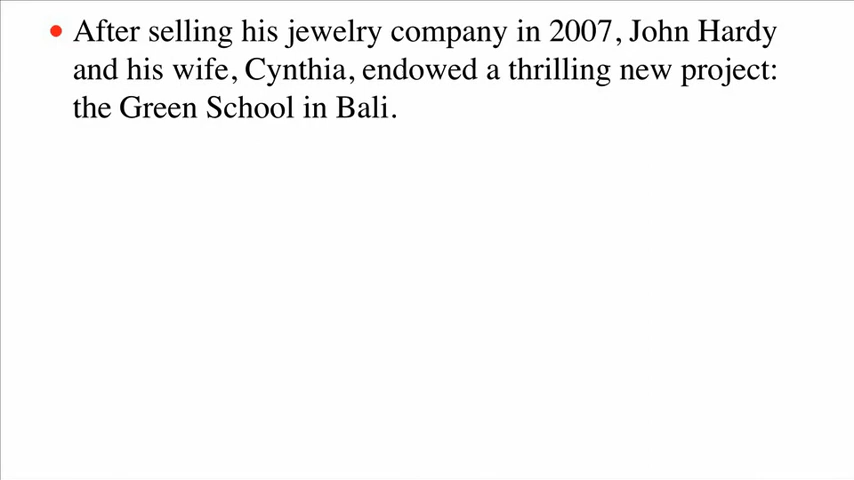 • After selling his jewelry company in 2007, John Hardy
and his wife, Cynthia, endowed a thrilling new project:
the Green School in Bali.